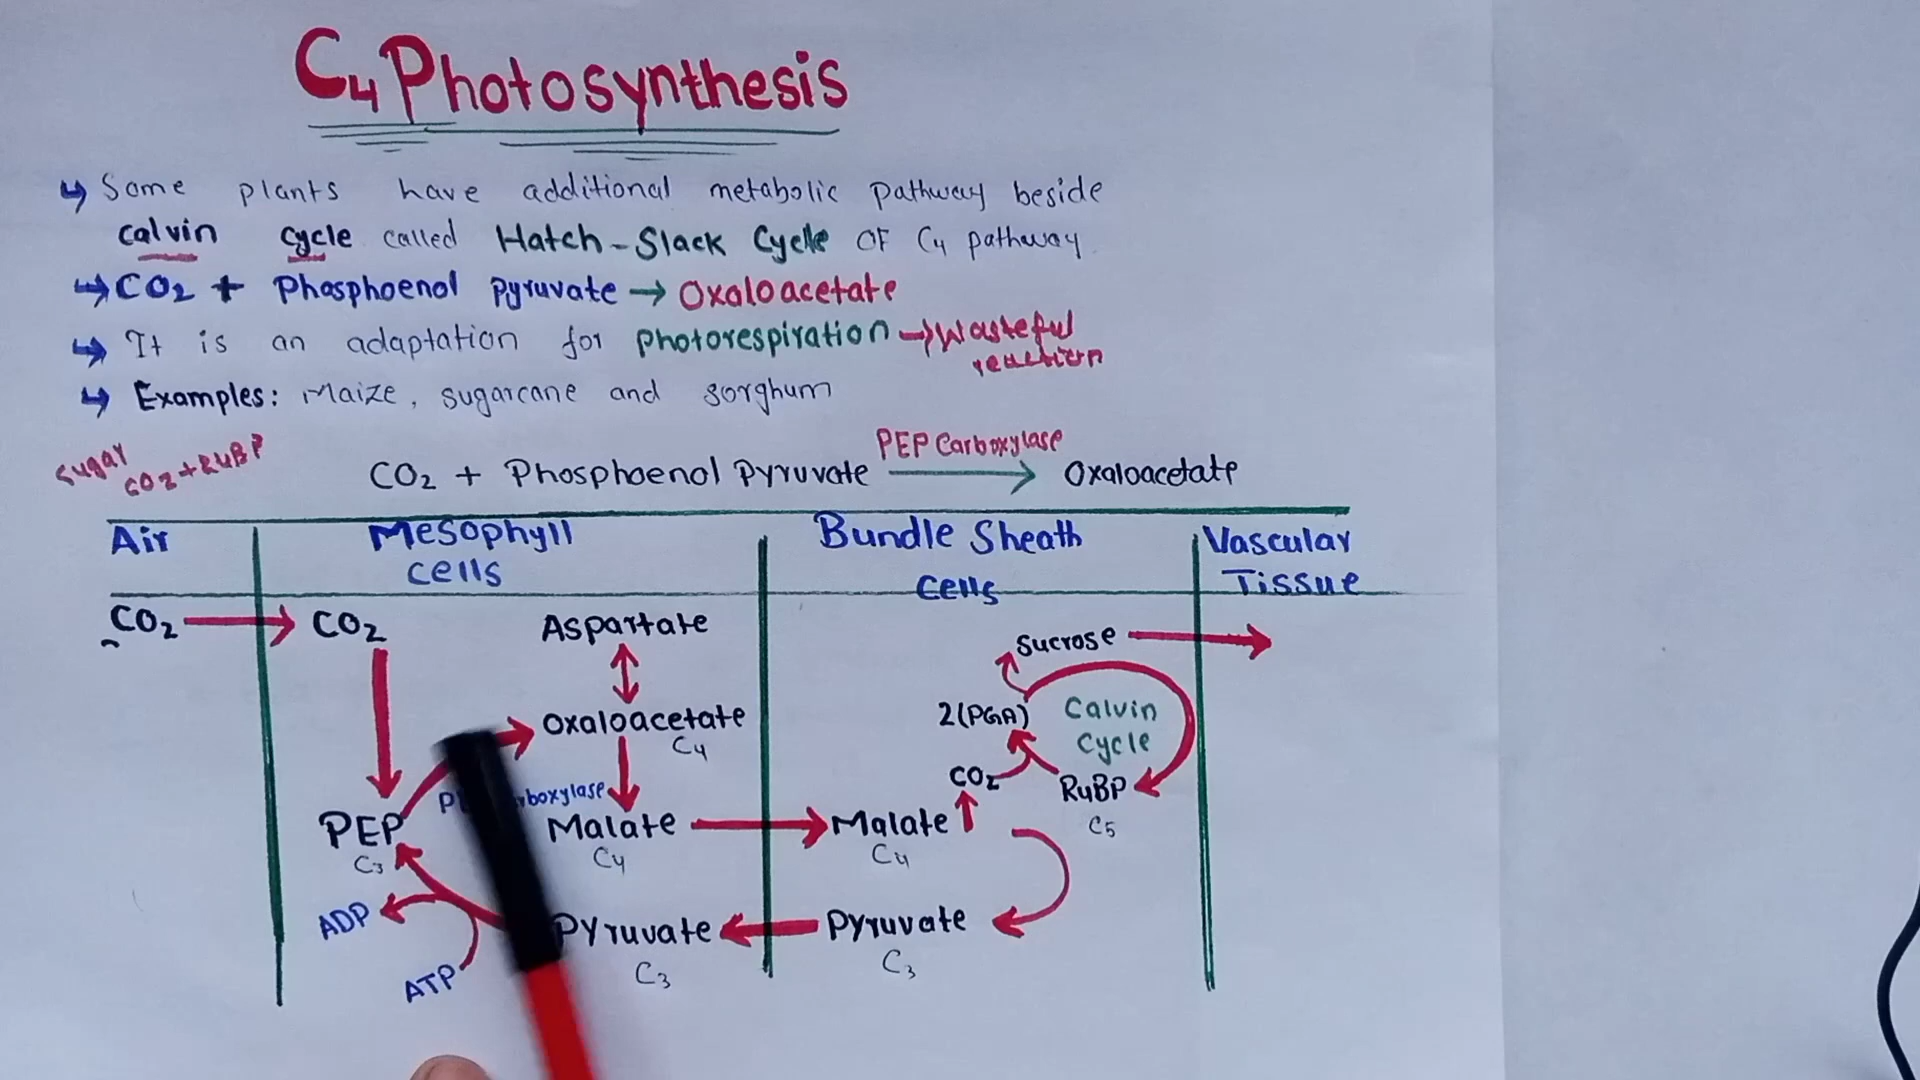 C4 Photosynthesis
Some plants have additional metabolic pathway beside
calvin cycle called Hatch-Slack Cycle OF C4 pathway
CO2 + Phosphoenol pyruvate → Oxaloacetate
It is an adaptation for photorespiration → Wasteful
reaction
Examples: Maize, sugarcane and sorghum
Sugar
CO2+RuBP
PEP Carboxylase
CO2 + Phosphoenol Pyruvate → Oxaloacetate
Air
Mesophyll
cells
Bundle Sheath
Cells
Vascular
Tissue
CO2
CO2
Aspartate
Sucrose
Oxaloacetate
C4
2(PGA)
Calvin
Cycle
CO2
RuBP
C5
PEP
C3
Malate
C4
Malate
C4
ADP
ATP
Pyruvate
C3
Pyruvate
C3